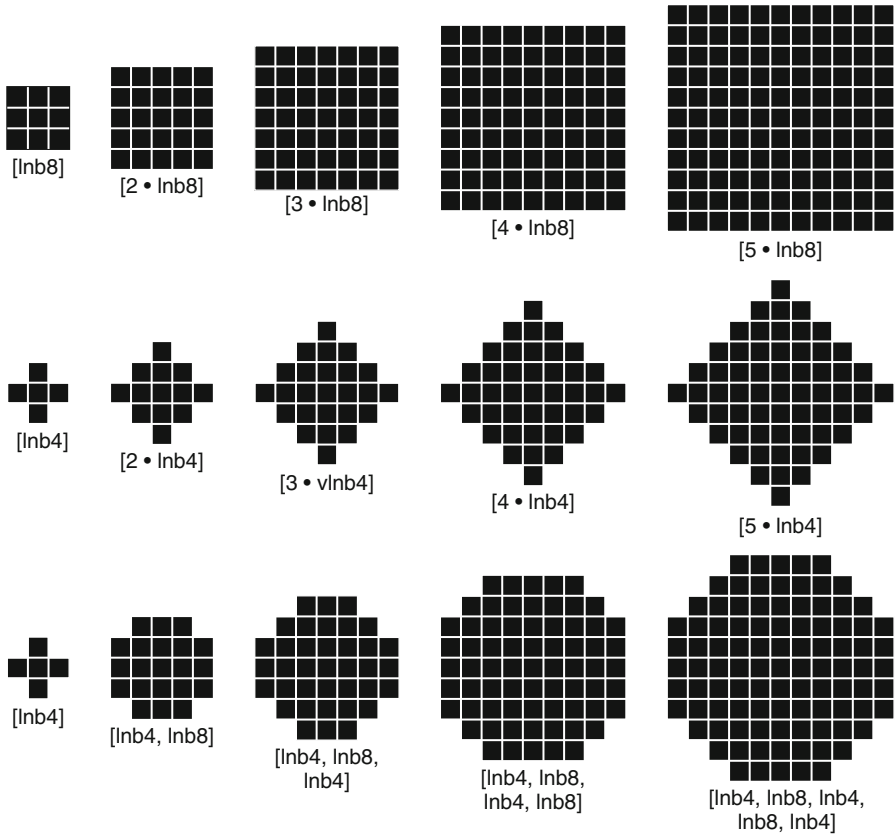 [lnb8]
[2 • lnb8]
[3 • lnb8]
[4 • lnb8]
[5 • lnb8]
[lnb4]
[2 • lnb4]
[3 • vlnb4]
[4 • lnb4]
[5 • lnb4]
[lnb4]
[lnb4, lnb8]
[lnb4, lnb8,
lnb4]
[lnb4, lnb8,
lnb4, lnb8]
[lnb4, lnb8, lnb4,
lnb8, lnb4]